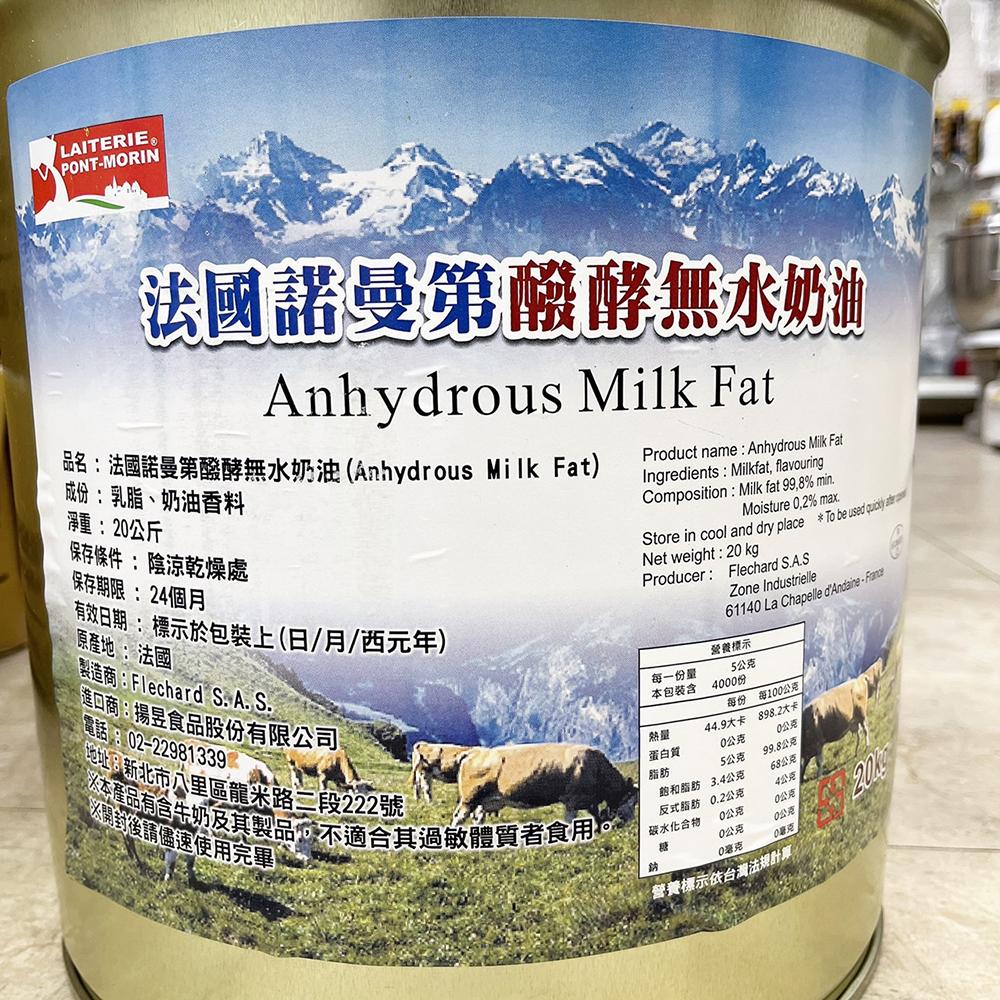 LAITERIE®
PONT-MORIN
法國諾曼第醱酵無水奶油
Anhydrous Milk Fat
品名：法國諾曼第醱酵無水奶油(Anhydrous Milk Fat)
成份：乳脂、奶油香料
淨重：20公斤
保存條件：陰涼乾燥處
保存期限：24個月
有效日期：標示於包裝上(日/月/西元年)
原產地：法國
製造商：Flechard S.A.S.
進口商：揚昱食品股份有限公司
電話：02-22981339
地址：新北市八里區龍米路二段222號
※本產品有含牛奶及其製品，不適合其過敏體質者食用。
※開封後請儘速使用完畢
Product name : Anhydrous Milk Fat
Ingredients : Milkfat, flavouring
Composition : Milk fat 99,8% min.
Moisture 0,2% max.
Store in cool and dry place *To be used quickly after
Net weight : 20 kg
Producer : Flechard S.A.S
Zone Industrielle
61140 La Chapelle d'Andaine - France
營養標示
每一份量 5公克
本包裝含 4000份
每份 每100公克
熱量 44.9大卡 898.2大卡
蛋白質 0公克 0公克
脂肪 5公克 99.8公克
飽和脂肪 3.4公克 68公克
反式脂肪 0.2公克 4公克
碳水化合物 0公克 0公克
糖 0公克 0公克
鈉 0毫克 0毫克
營養標示依台灣法規計算
20kg